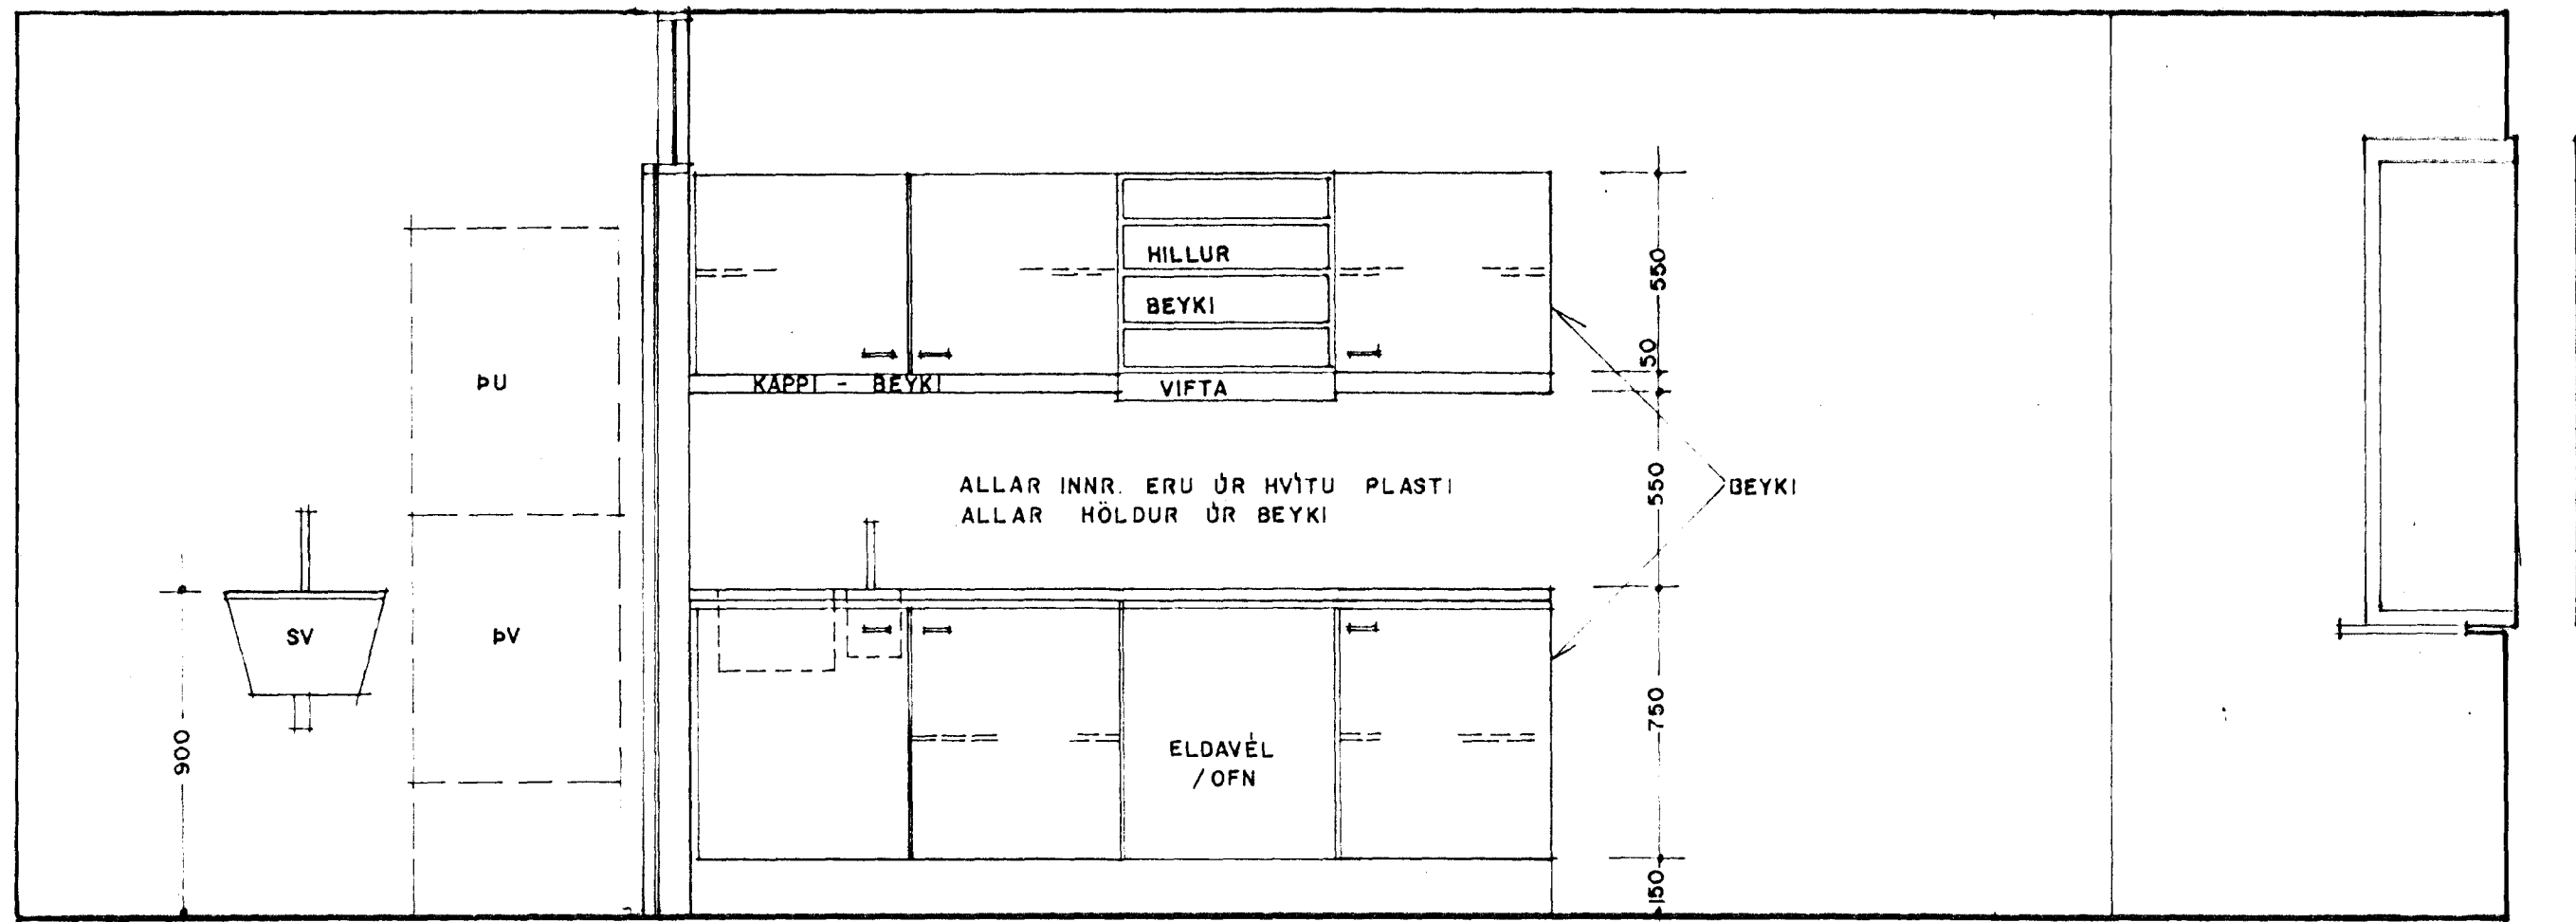 HILLUR
BEYKI
KAPPI - BEYKI
VIFTA
550
50
550
750
150
ÞU
ÞV
SV
900
ALLAR INNR. ERU ÚR HVÍTU PLASTI
ALLAR HÖLDUR ÚR BEYKI
BEYKI
ELDAVÉL
/OFN